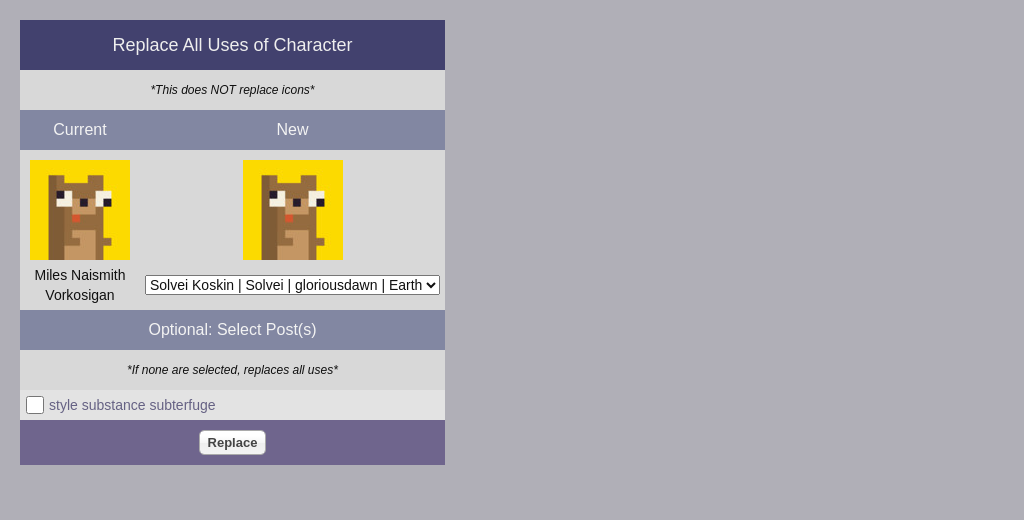 Replace All Uses of Character
*This does NOT replace icons*
Current
New
Miles Naismith
Vorkosigan
Solvei Koskin | Solvei | gloriousdawn | Earth
Optional: Select Post(s)
*If none are selected, replaces all uses*
style substance subterfuge
Replace